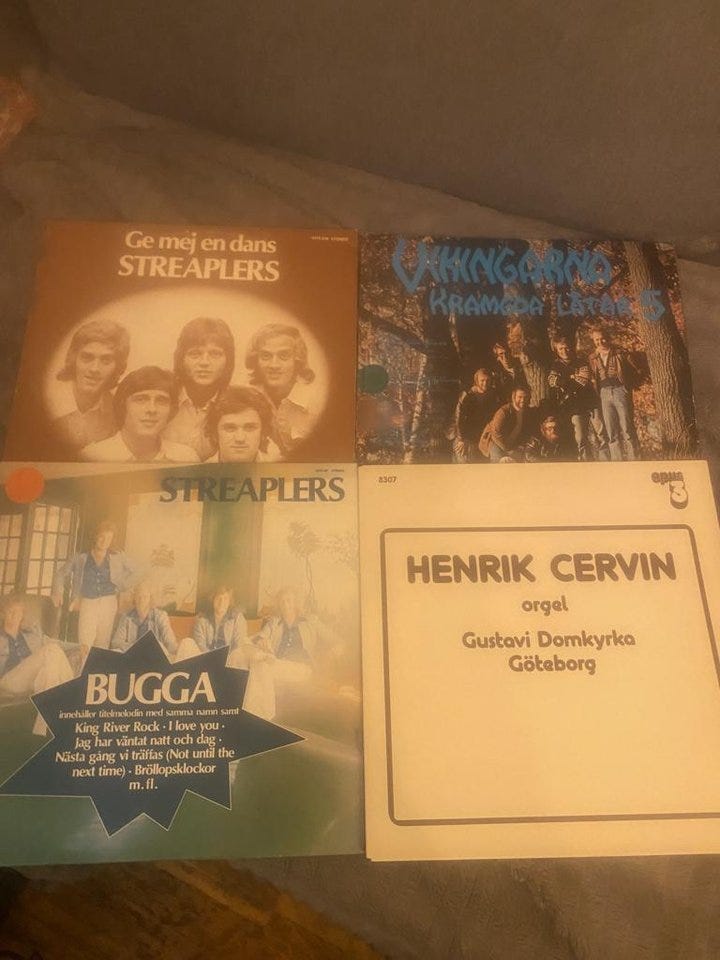 Ge mej en dans
STREAPLERS
VIKINGARNA
KRAMGOA LÅTAR 5
STREAPLERS
BUGGA
innehåller titelmelodin med samma namn samt
King River Rock · I love you ·
Jag har väntat natt och dag ·
Nästa gång vi träffas (Not until the
next time) · Bröllopsklockor
m. fl.
8307
opus
3
HENRIK CERVIN
orgel
Gustavi Domkyrka
Göteborg